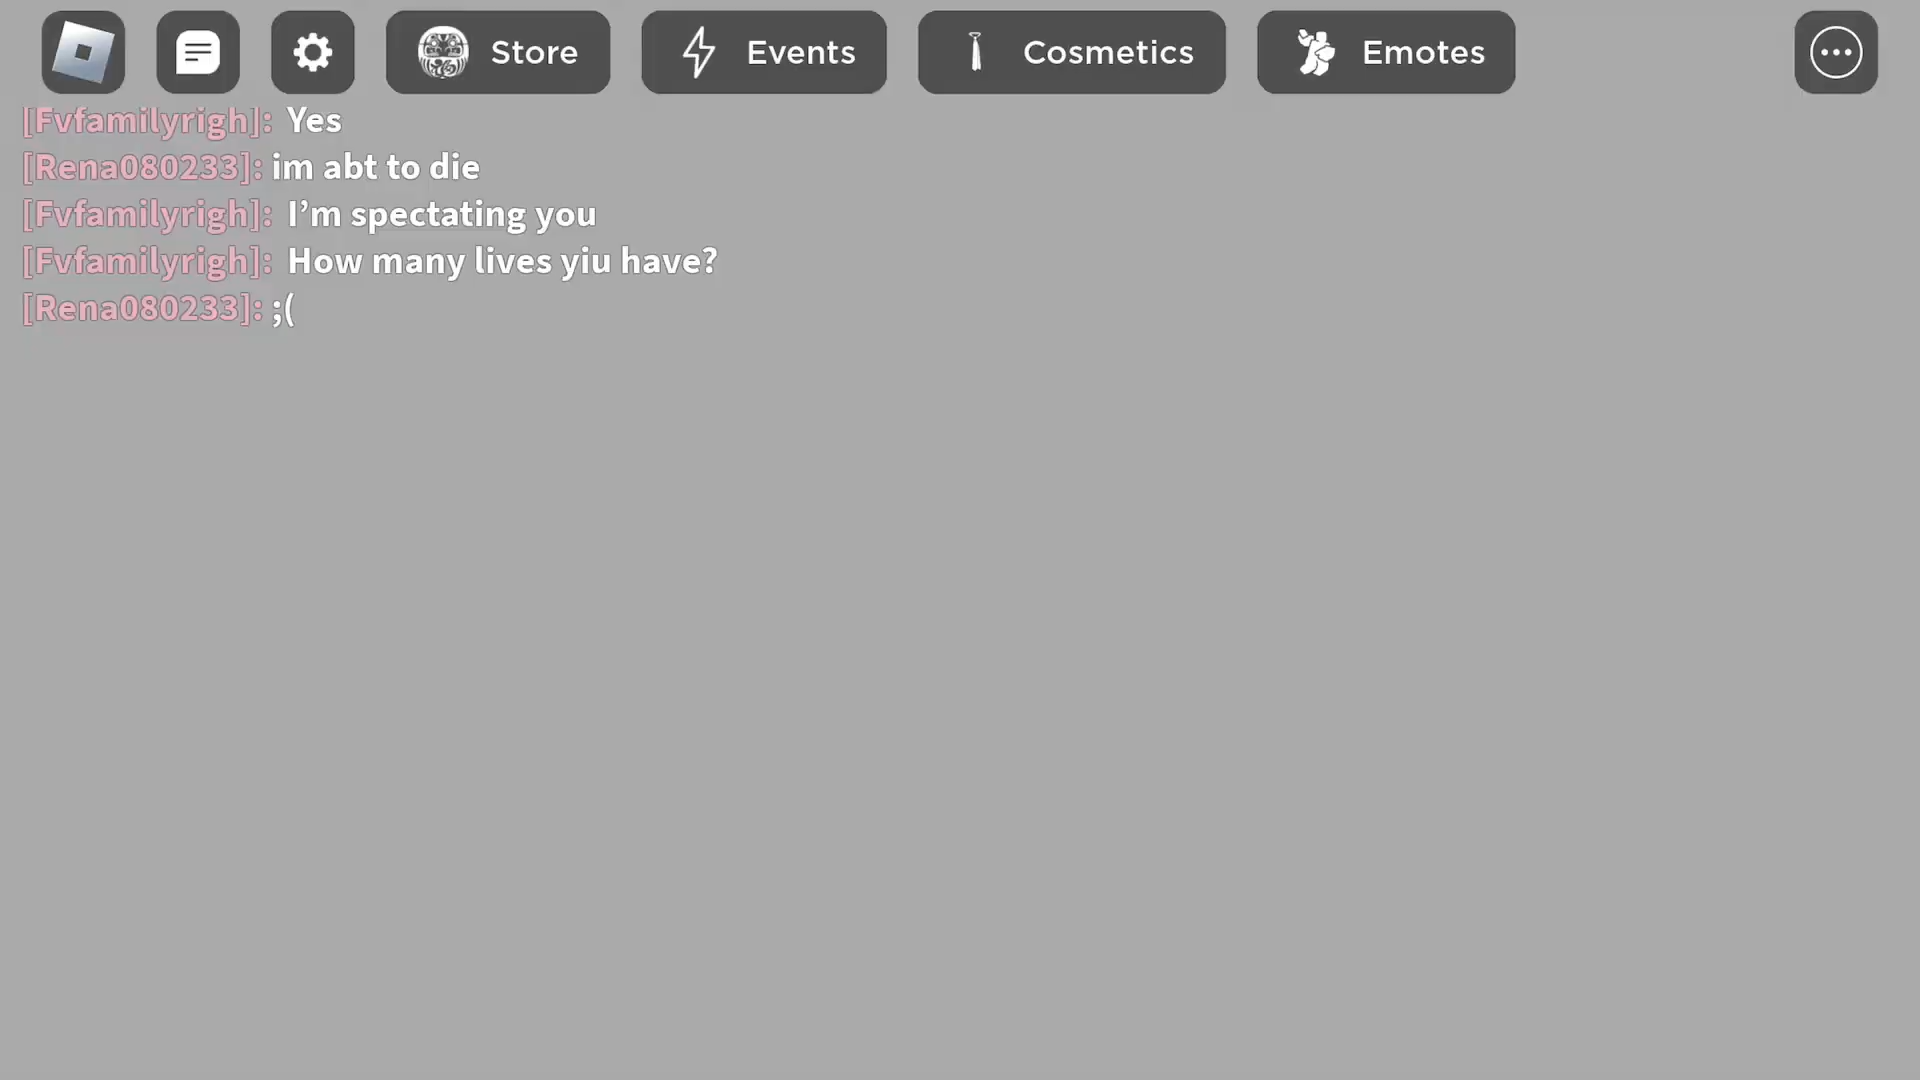 Store Events Cosmetics Emotes
[Fvfamilyrigh]: Yes
[Rena080233]: im abt to die
[Fvfamilyrigh]: I’m spectating you
[Fvfamilyrigh]: How many lives yiu have?
[Rena080233]: ;(